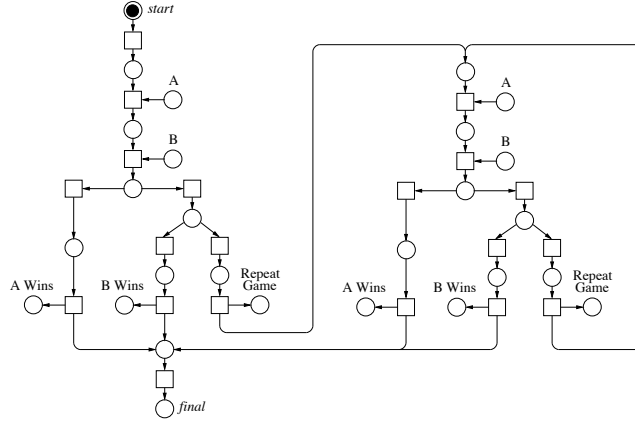 start
A
B
A Wins
B Wins
Repeat
Game
final
A
B
A Wins
B Wins
Repeat
Game